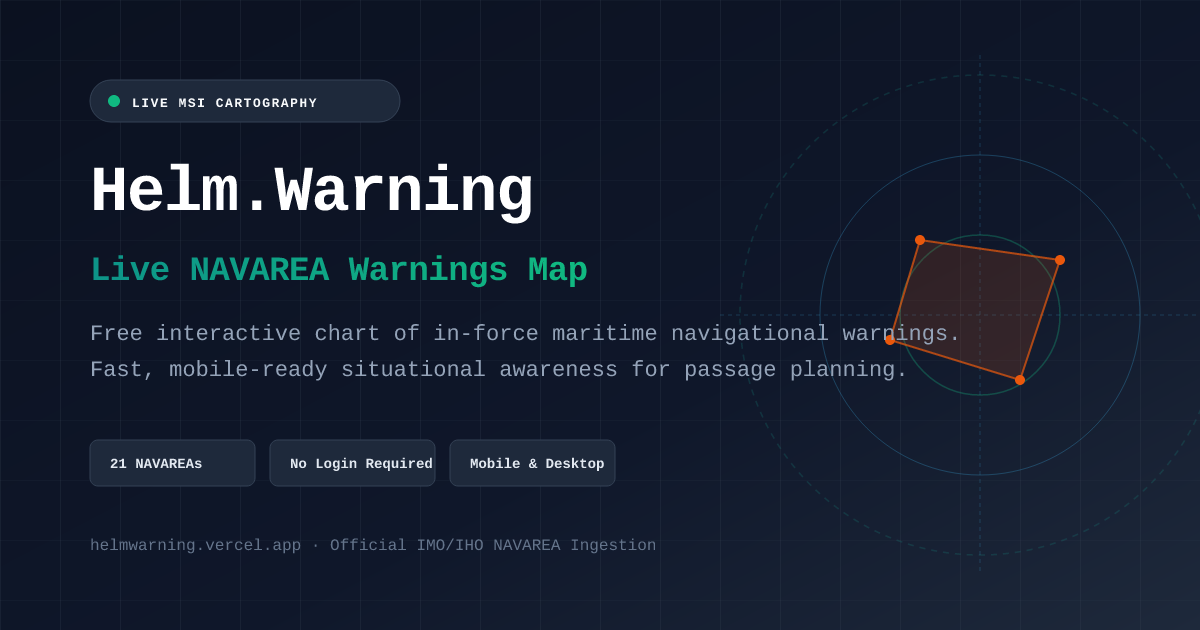 LIVE MSI CARTOGRAPHY
Helm.Warning
Live NAVAREA Warnings Map
Free interactive chart of in-force maritime navigational warnings.
Fast, mobile-ready situational awareness for passage planning.
21 NAVAREAs
No Login Required
Mobile & Desktop
helmwarning.vercel.app · Official IMO/IHO NAVAREA Ingestion